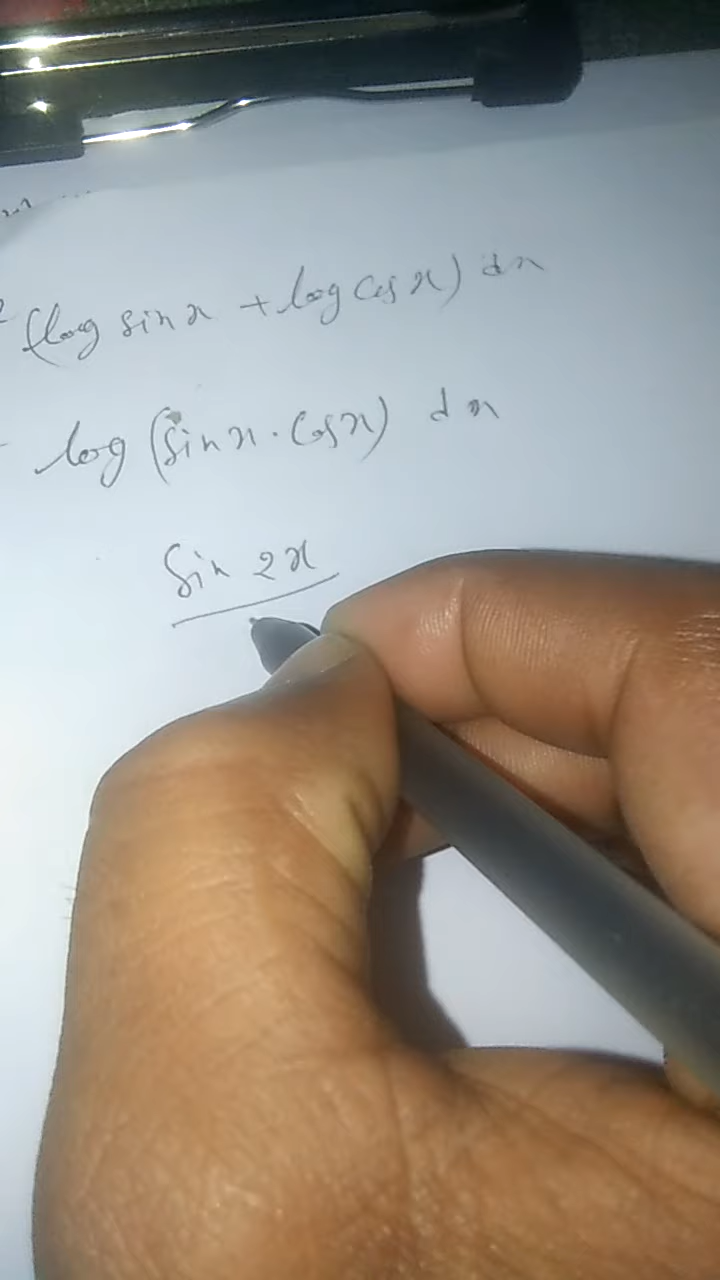 (log sin x + log cos x) dx
log (sin x . cos x) dx
sin 2x